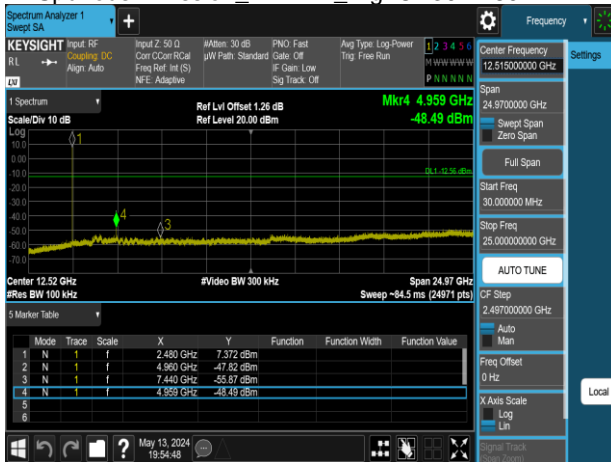 Spectrum Analyzer 1
Swept SA
+
Frequency
KEYSIGHT
RL
Input: RF
Coupling: DC
Align: Auto
Input Z: 50 Ω
Corr CCorr RCal
Freq Ref: Int (S)
NFE: Adaptive
#Atten: 30 dB
µW Path: Standard
PNO: Fast
Gate: Off
IF Gain: Low
Sig Track: Off
Avg Type: Log-Power
Trig: Free Run
1 2 3 4 5 6
M W W W W W
P N N N N N
LXI
1 Spectrum
Scale/Div 10 dB
Ref Lvl Offset 1.26 dB
Ref Level 20.00 dBm
Mkr4 4.959 GHz
-48.49 dBm
Log
10.0
0.00
-10.0
-20.0
-30.0
-40.0
-50.0
-60.0
-70.0
1
4
3
DL1 -12.56 dBm
Center 12.52 GHz
#Res BW 100 kHz
#Video BW 300 kHz
Span 24.97 GHz
Sweep ~84.5 ms (24971 pts)
5 Marker Table
Mode Trace Scale X Y Function Function Width Function Value
1 N 1 f 2.480 GHz 7.372 dBm
2 N 1 f 4.960 GHz -47.82 dBm
3 N 1 f 7.440 GHz -55.87 dBm
4 N 1 f 4.959 GHz -48.49 dBm
5
6
May 13, 2024
19:54:48
?
Center Frequency
12.515000000 GHz
Settings
Span
24.9700000 GHz
Swept Span
Zero Span
Full Span
Start Freq
30.000000 MHz
Stop Freq
25.000000000 GHz
AUTO TUNE
CF Step
2.497000000 GHz
Auto
Man
Freq Offset
0 Hz
Local
X Axis Scale
Log
Lin
Signal Track
(Span Zoom)